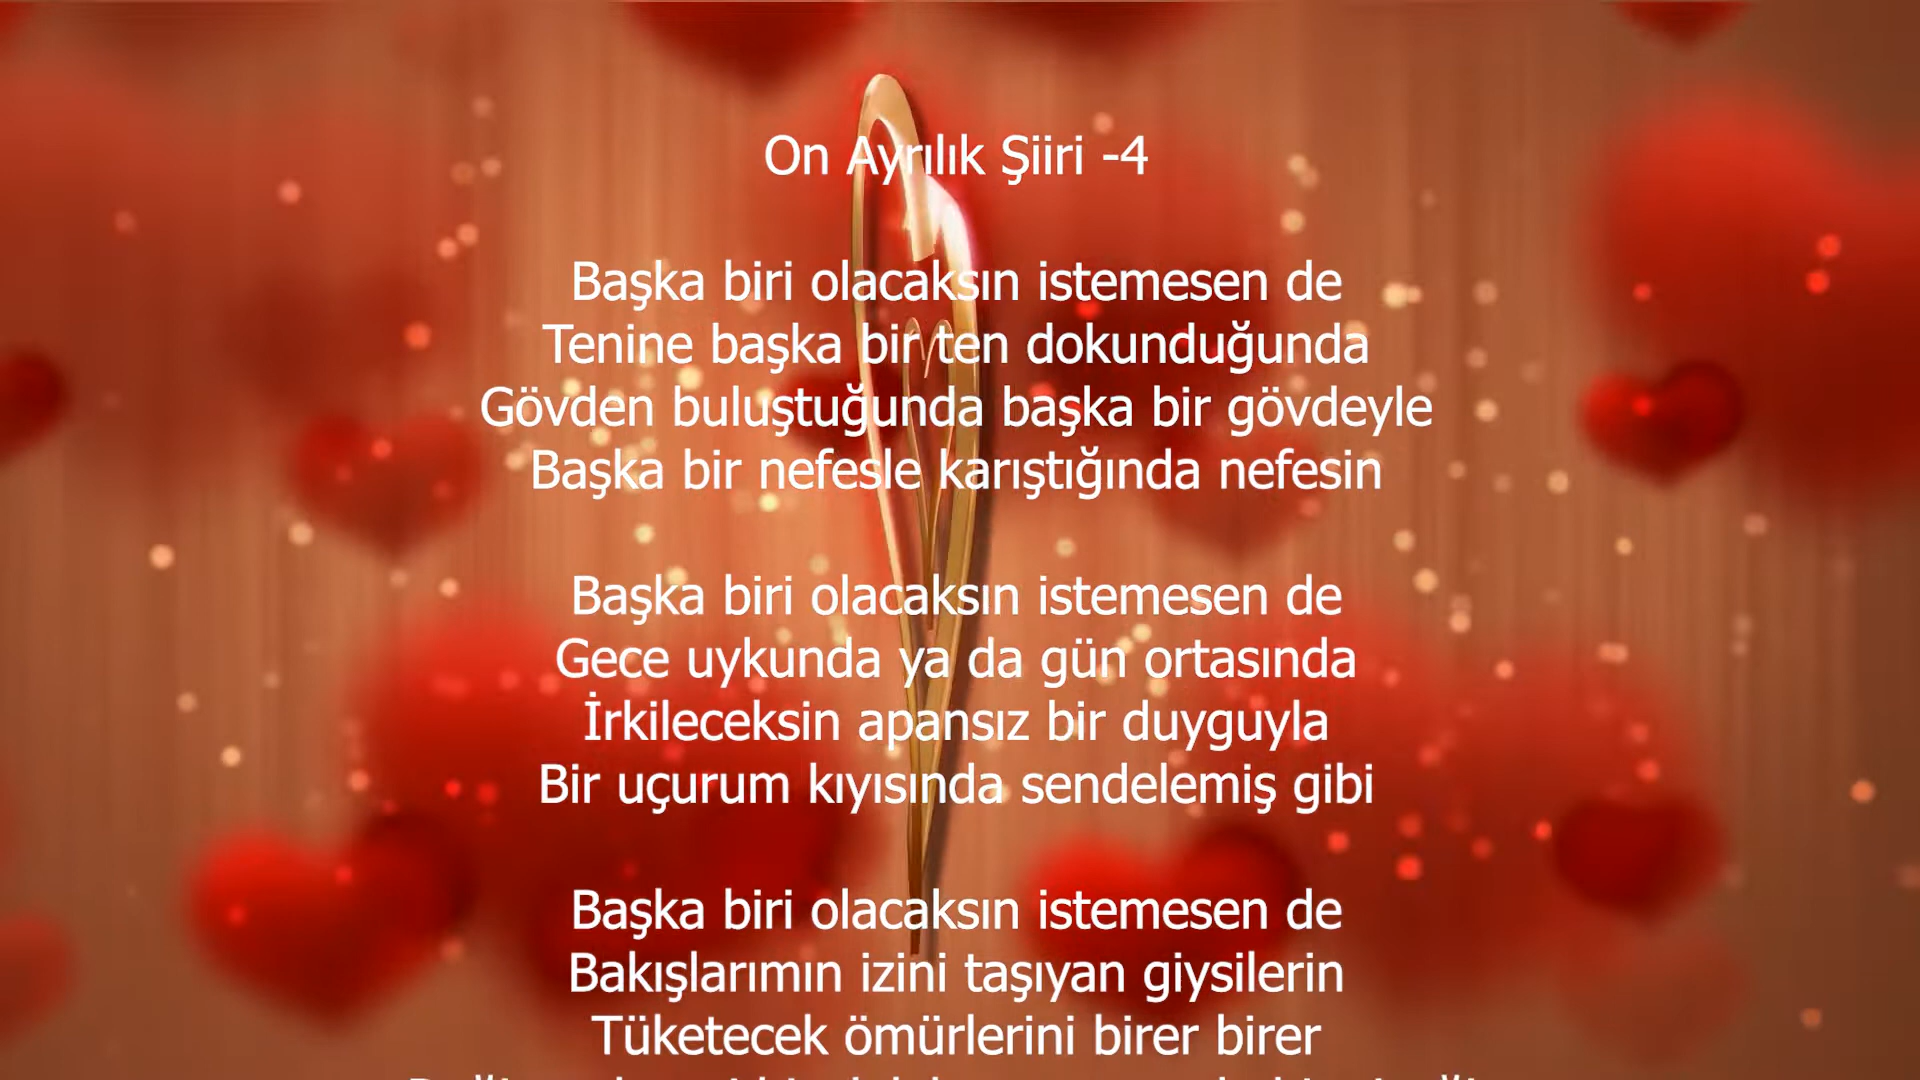 On Ayrılık Şiiri -4
Başka biri olacaksın istemesen de
Tenine başka bir ten dokunduğunda
Gövden buluştuğunda başka bir gövdeyle
Başka bir nefesle karıştığında nefesin
Başka biri olacaksın istemesen de
Gece uykunda ya da gün ortasında
İrkileceksin apansız bir duyguyla
Bir uçurum kıyısında sendelemiş gibi
Başka biri olacaksın istemesen de
Bakışlarımın izini taşıyan giysilerin
Tüketecek ömürlerini birer birer